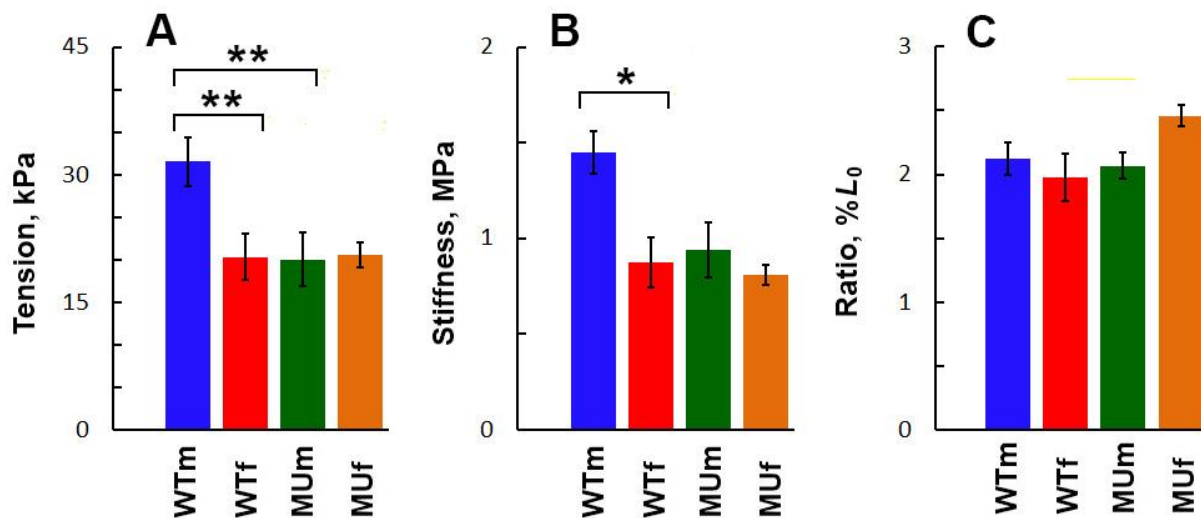 A
Tension, kPa
45
30
15
0
**
**
WTm
WTf
MUm
MUf
B
Stiffness, MPa
2
1
0
*
WTm
WTf
MUm
MUf
C
Ratio, %L₀
3
2
1
0
WTm
WTf
MUm
MUf